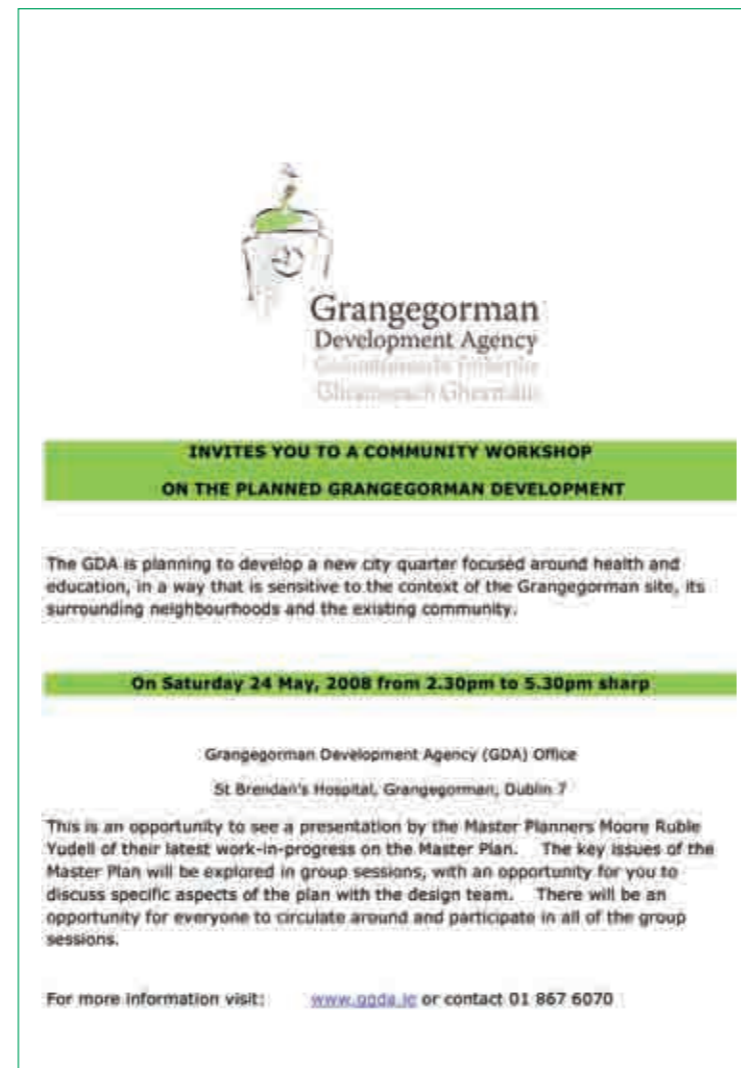 Grangegorman
Development Agency
INVITES YOU TO A COMMUNITY WORKSHOP
ON THE PLANNED GRANGEGORMAN DEVELOPMENT
The GDA is planning to develop a new city quarter focused around health and
education, in a way that is sensitive to the context of the Grangegorman site, its
surrounding neighbourhoods and the existing community.
On Saturday 24 May, 2008 from 2.30pm to 5.30pm sharp
Grangegorman Development Agency (GDA) Office
St Brendan's Hospital, Grangegorman, Dublin 7
This is an opportunity to see a presentation by the Master Planners Moore Ruble
Yudell of their latest work-in-progress on the Master Plan. The key issues of the
Master Plan will be explored in group sessions, with an opportunity for you to
discuss specific aspects of the plan with the design team. There will be an
opportunity for everyone to circulate around and participate in all of the group
sessions.
For more information visit: www.ggda.ie or contact 01 867 6070